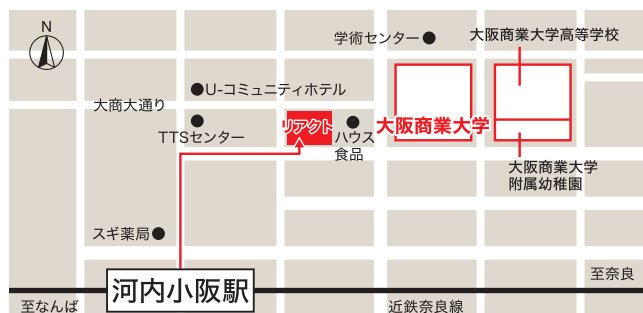 N
学術センター
大阪商業大学高等学校
U-コミュニティホテル
大商大通り
リアクト
大阪商業大学
TTSセンター
ハウス
食品
大阪商業大学
附属幼稚園
スギ薬局
至奈良
河内小阪駅
至なんば
近鉄奈良線